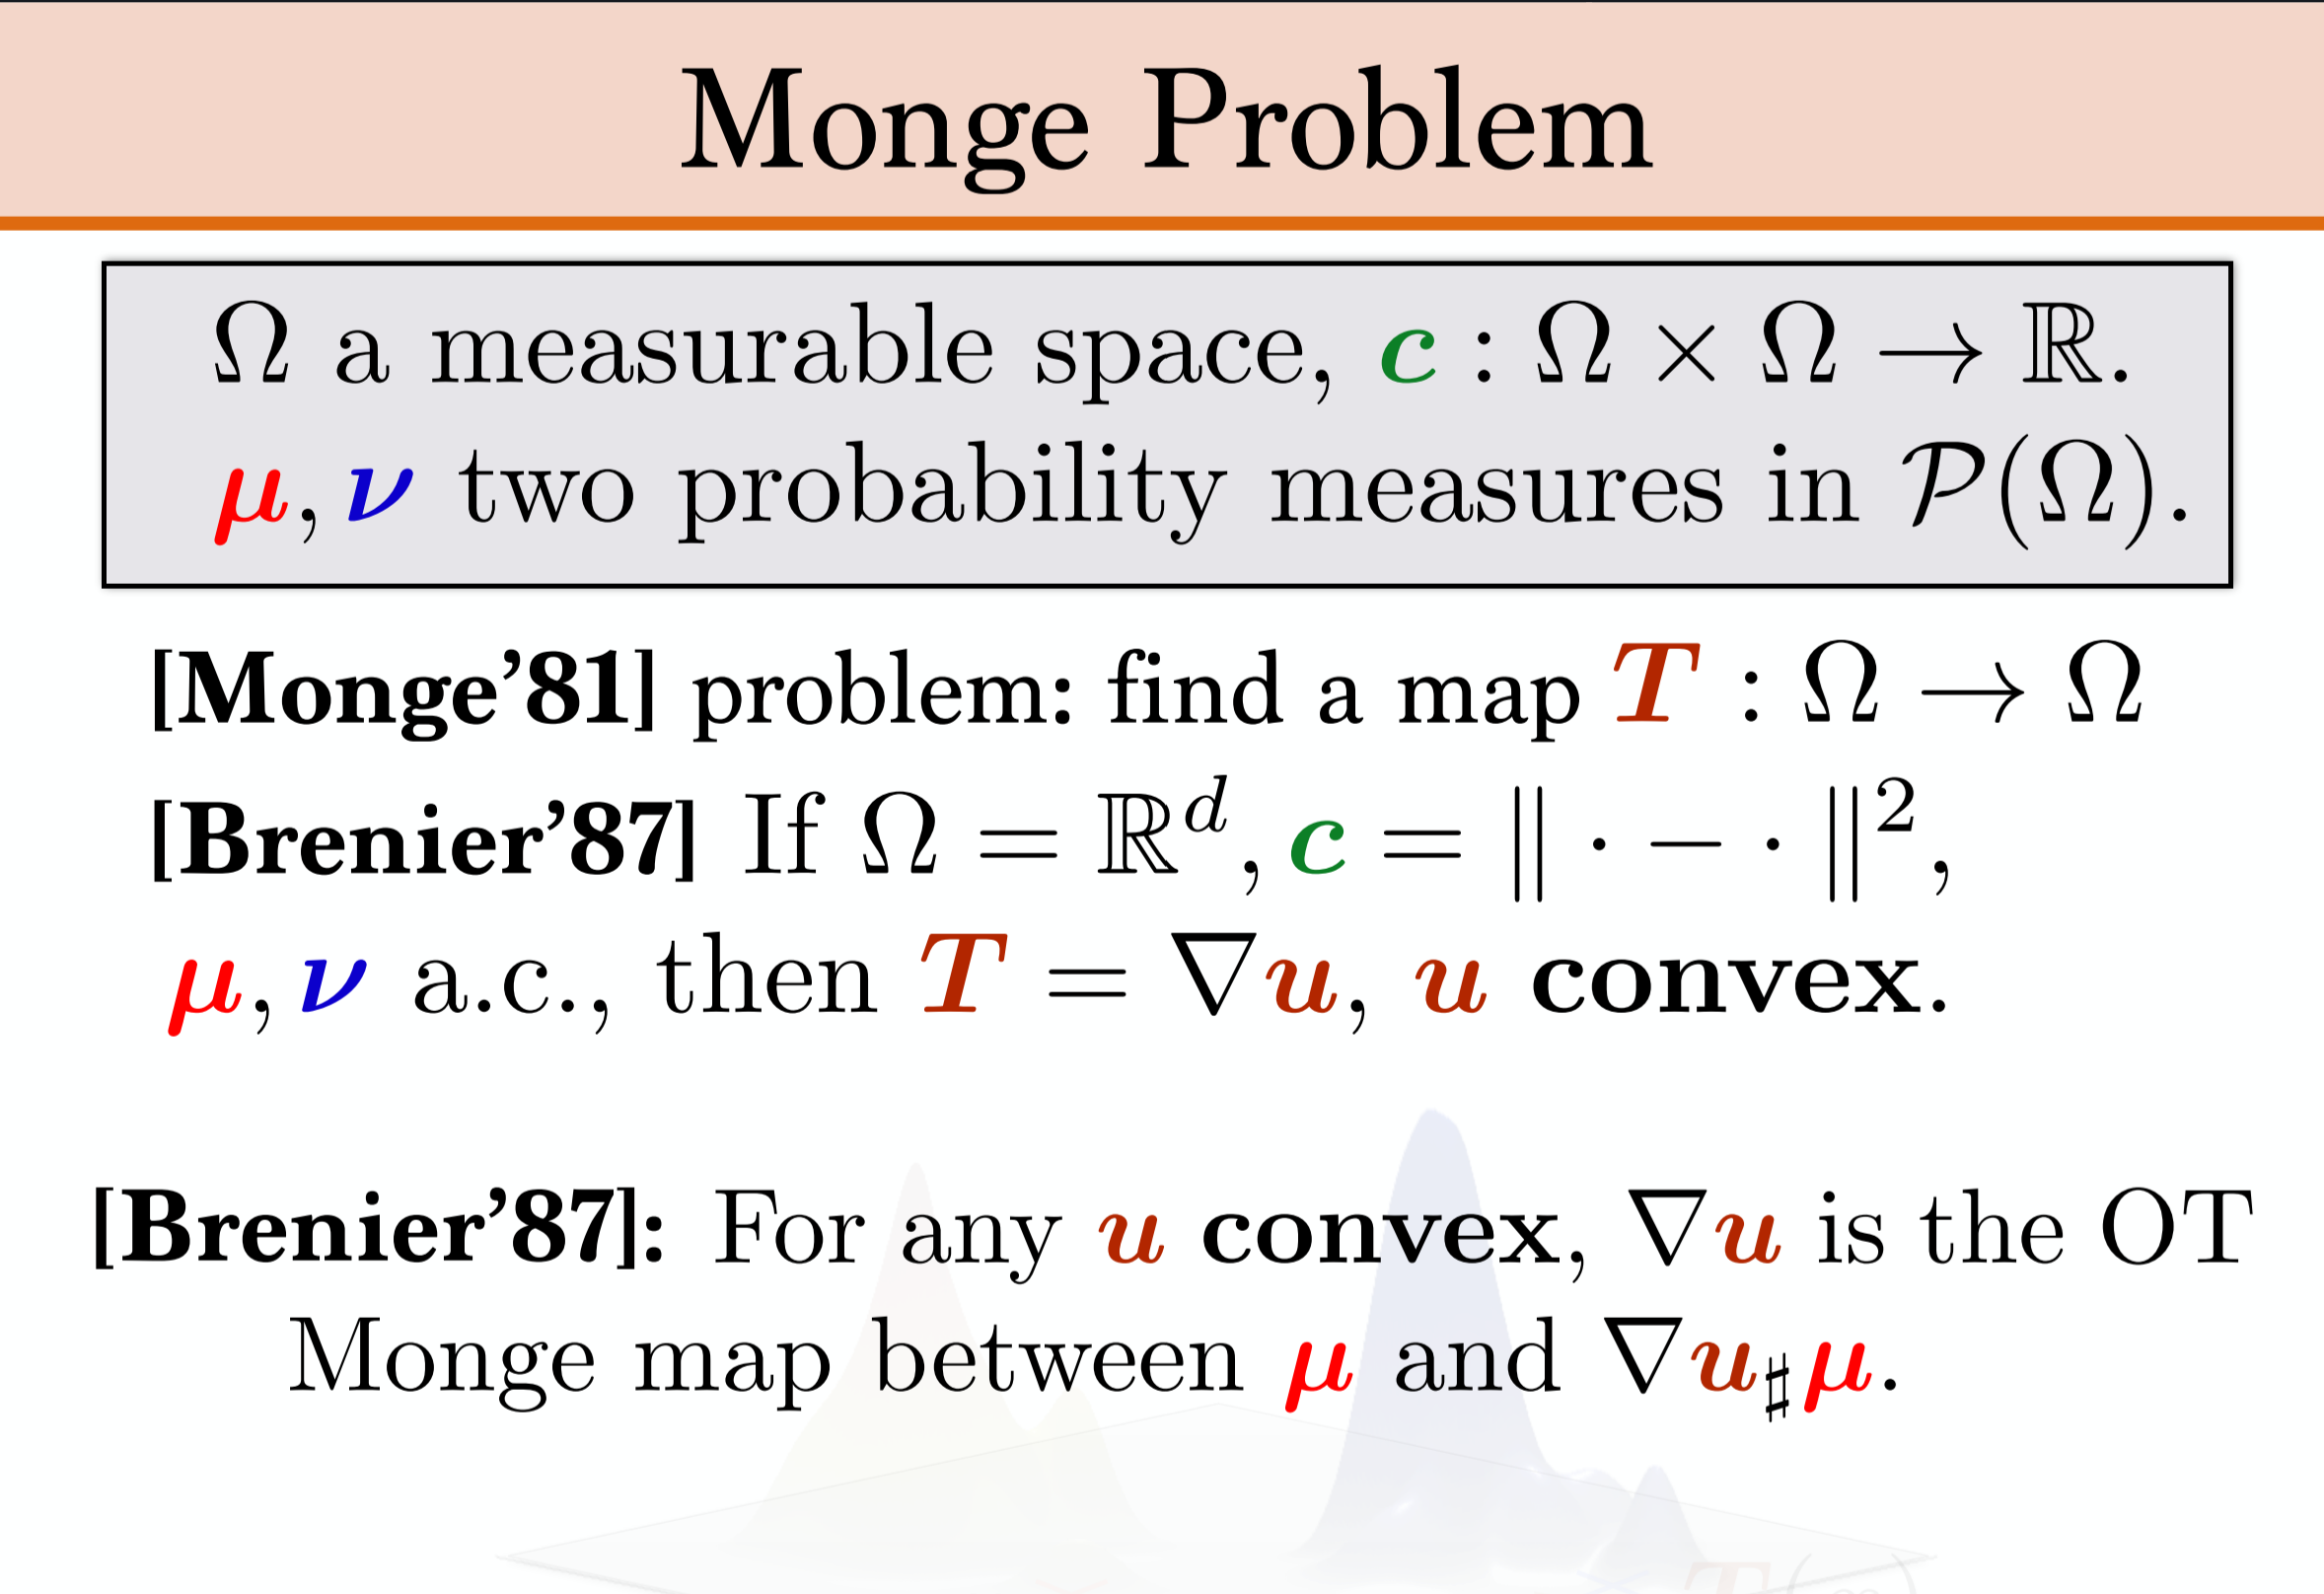 Monge Problem
Ω a measurable space, c : Ω × Ω → ℝ.
μ, ν two probability measures in 𝒫(Ω).
[Monge'81] problem: find a map T : Ω → Ω
[Brenier'87] If Ω = ℝᵈ, c = ‖ · − · ‖²,
μ, ν a.c., then T = ∇u, u convex.
[Brenier'87]: For any u convex, ∇u is the OT
Monge map between μ and ∇u♯μ.